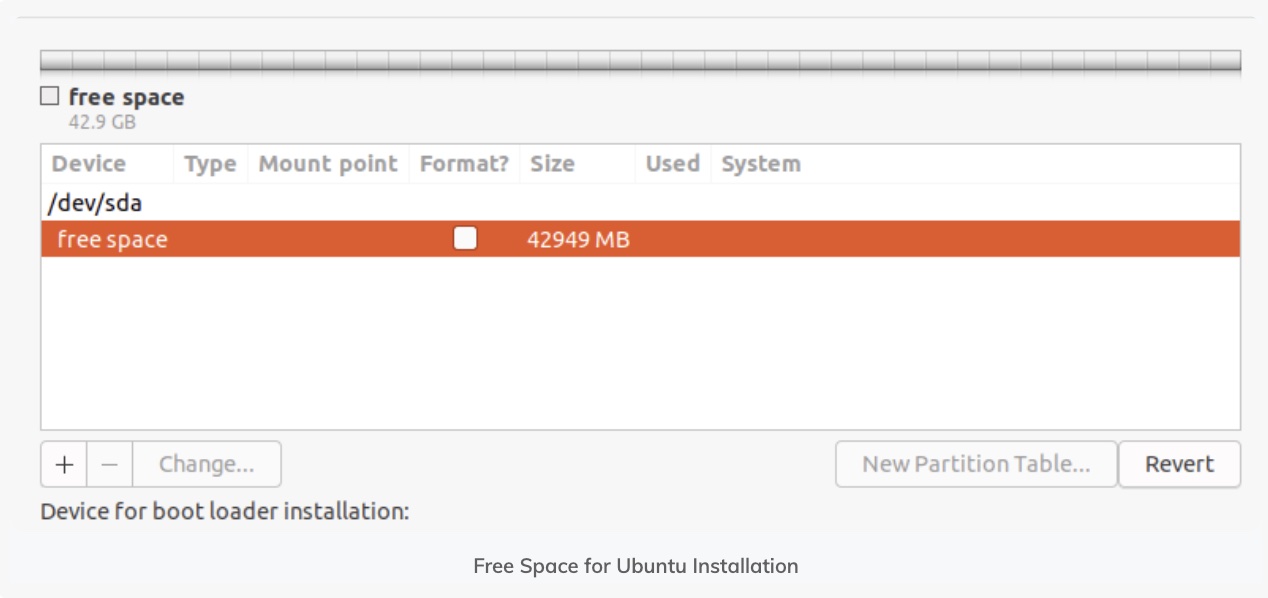 free space
42.9 GB
Device Type Mount point Format? Size Used System
/dev/sda
free space 42949 MB
+ — Change... New Partition Table... Revert
Device for boot loader installation:
Free Space for Ubuntu Installation